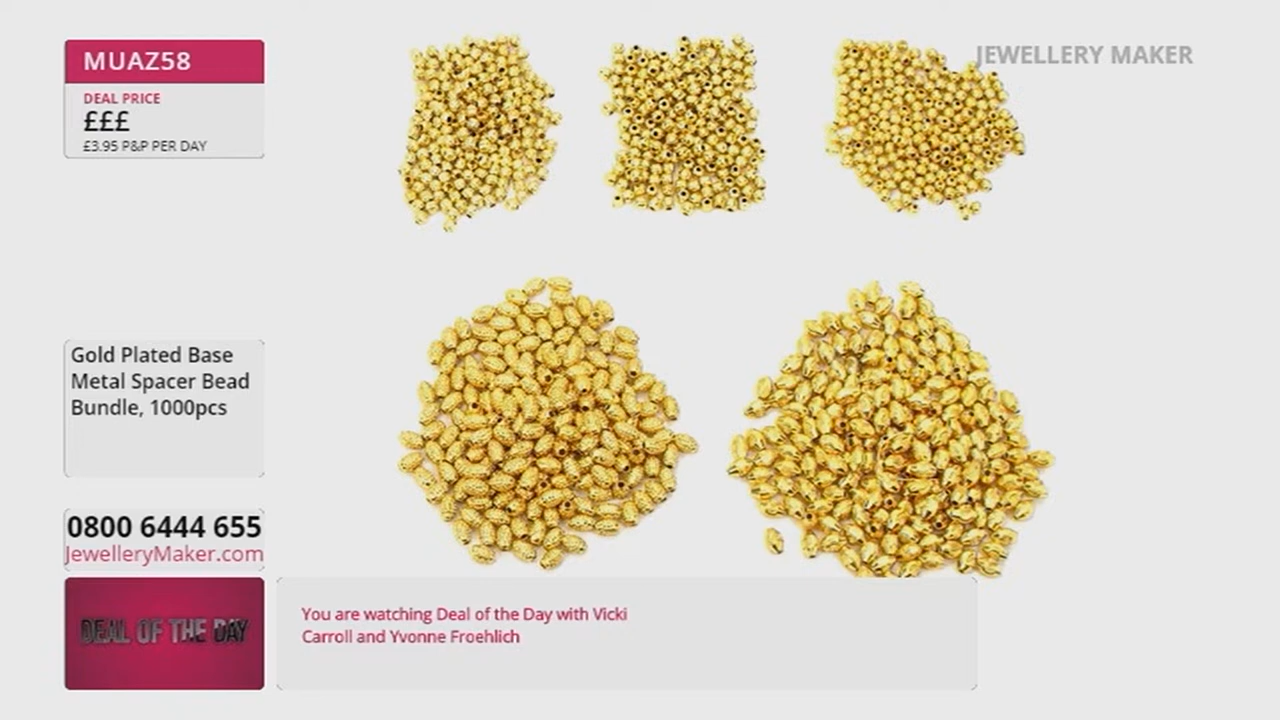 MUAZ58
DEAL PRICE
£££
£3.95 P&P PER DAY
JEWELLERY MAKER
Gold Plated Base
Metal Spacer Bead
Bundle, 1000pcs
0800 6444 655
JewelleryMaker.com
DEAL OF THE DAY
You are watching Deal of the Day with Vicki
Carroll and Yvonne Froehlich